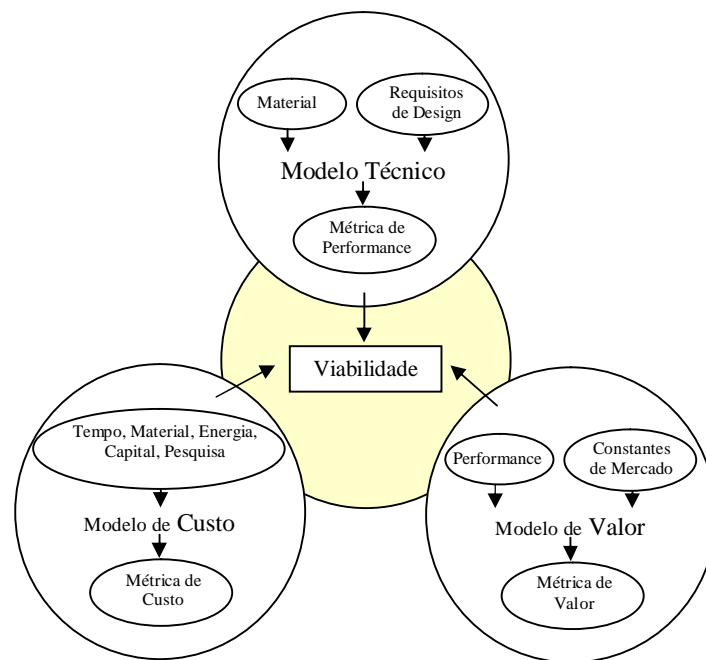 Material
Requisitos
de Design
Modelo Técnico
Métrica de
Performance
Viabilidade
Tempo, Material, Energia,
Capital, Pesquisa
Modelo de Custo
Métrica de
Custo
Performance
Constantes
de Mercado
Modelo de Valor
Métrica de
Valor